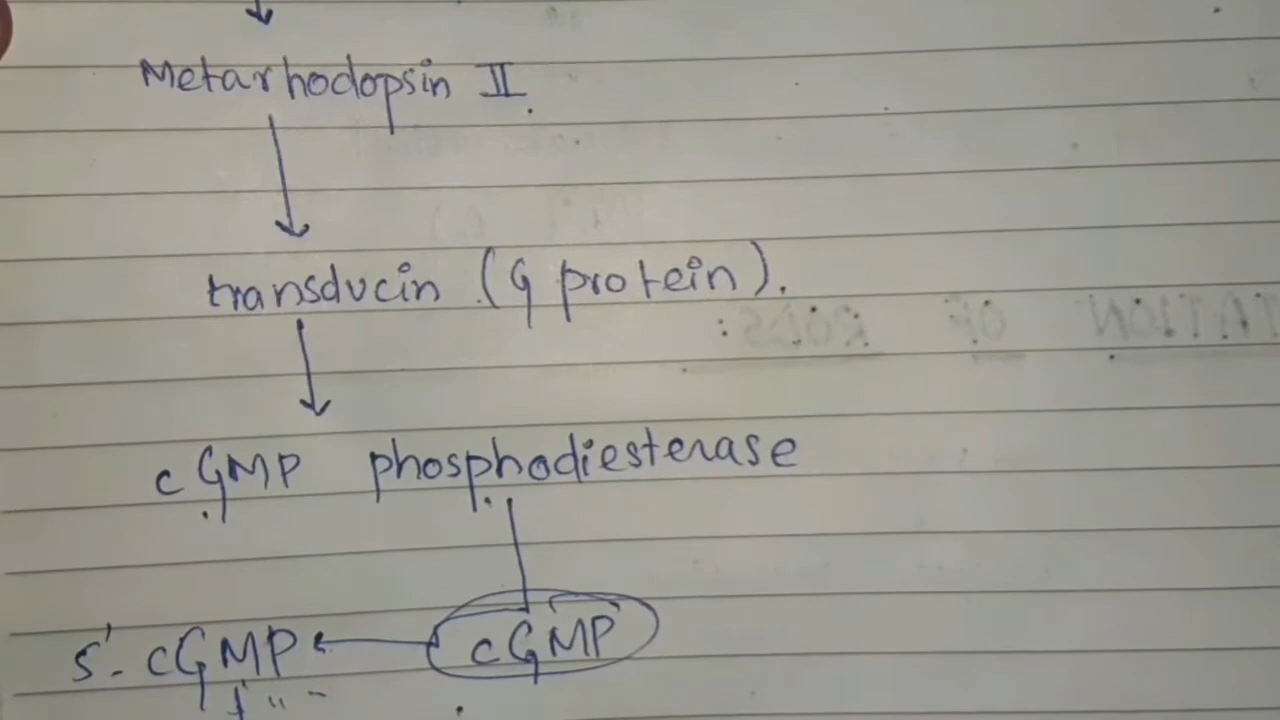 Metarhodopsin II.
transducin (G protein).
cGMP phosphodiesterase
5'-cGMP cGMP